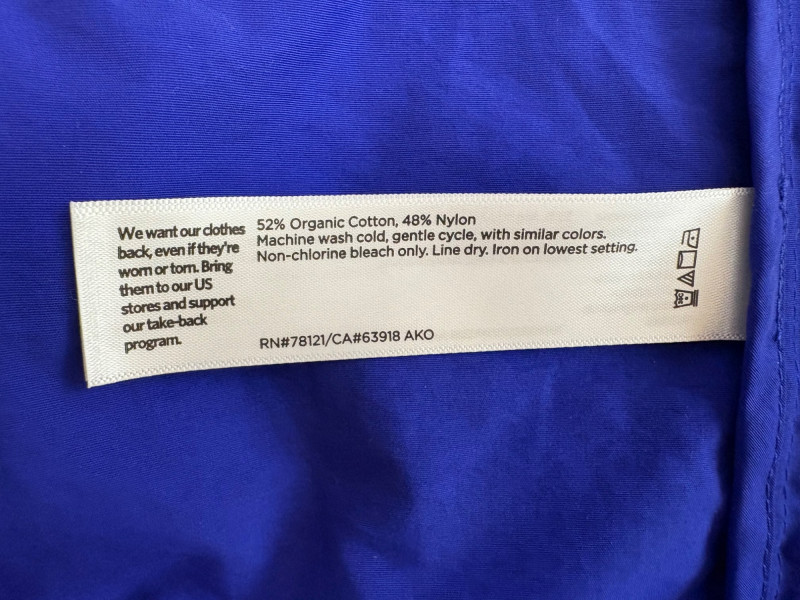 We want our clothes
back, even if they're
worn or torn. Bring
them to our US
stores and support
our take-back
program.
52% Organic Cotton, 48% Nylon
Machine wash cold, gentle cycle, with similar colors.
Non-chlorine bleach only. Line dry. Iron on lowest setting.
RN#78121/CA#63918 AKO